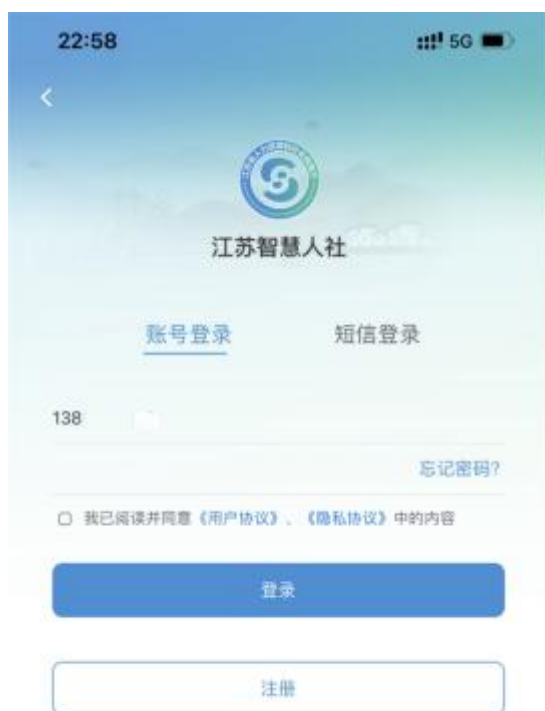 22:58
5G
江苏智慧人社
账号登录 短信登录
138
忘记密码?
我已阅读并同意《用户协议》、《隐私协议》中的内容
登录
注册